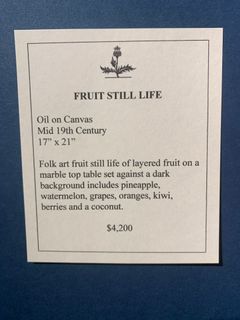 FRUIT STILL LIFE
Oil on Canvas
Mid 19th Century
17” x 21”
Folk art fruit still life of layered fruit on a
marble top table set against a dark
background includes pineapple,
watermelon, grapes, oranges, kiwi,
berries and a coconut.
$4,200